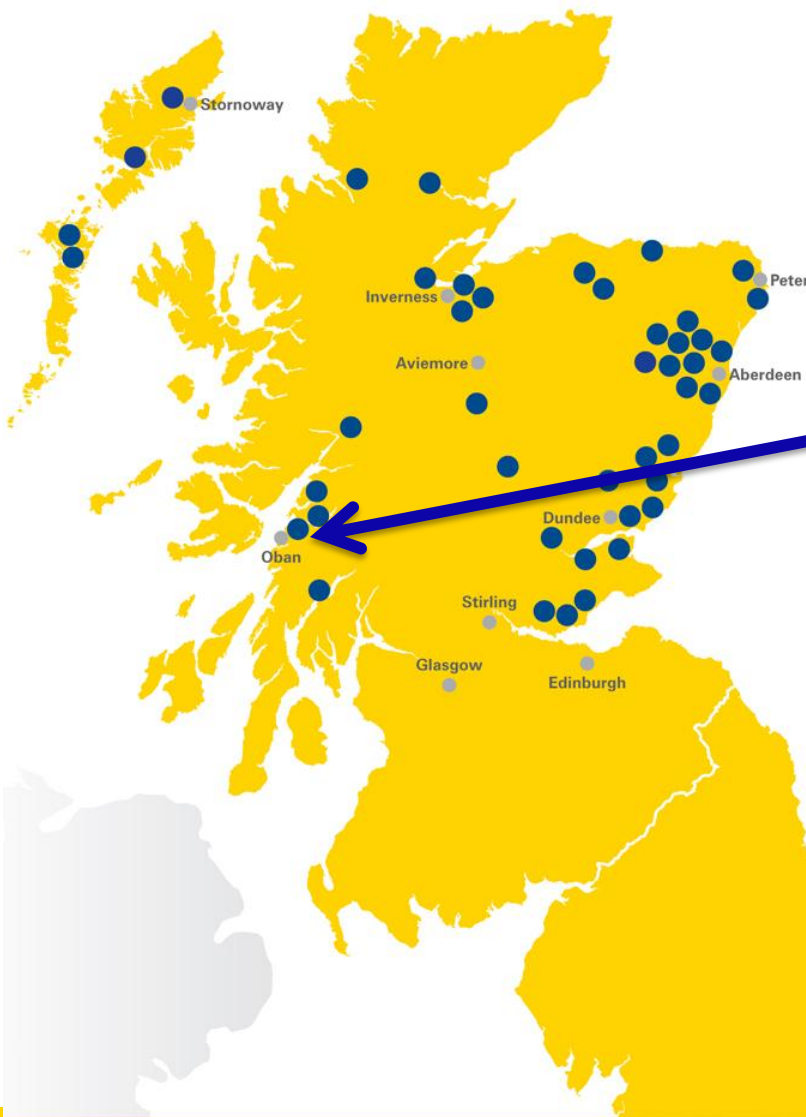 Stornoway
Inverness
Peter
Aviemore
Aberdeen
Dundee
Oban
Stirling
Glasgow
Edinburgh